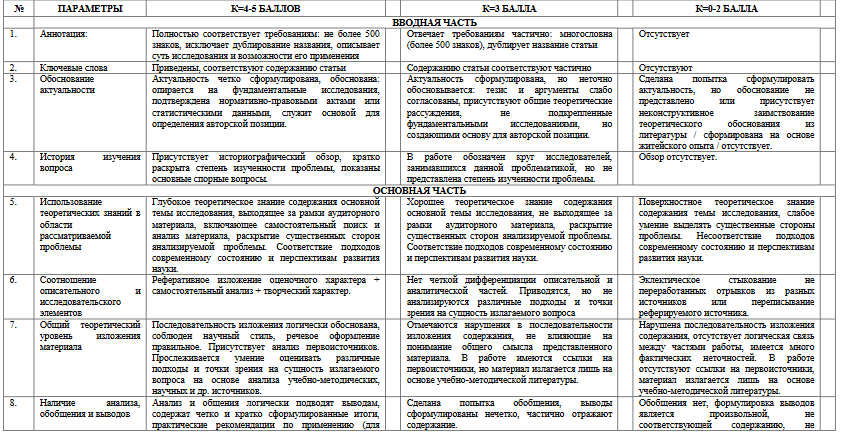 № ПАРАМЕТРЫ К=4-5 БАЛЛОВ К=3 БАЛЛА К=0-2 БАЛЛА
ВВОДНАЯ ЧАСТЬ
1. Аннотация:
Полностью соответствует требованиям: не более 500
знаков, исключает дублирование названия, описывает
суть исследования и возможности его применения
Отвечает требованиям частично: многословна
(более 500 знаков), дублирует название статьи
Отсутствует
2. Ключевые слова
Приведены, соответствуют содержанию статьи
Содержанию статьи соответствуют частично
Отсутствуют
3. Обоснование
актуальности
Актуальность четко сформулирована, обоснована:
опирается на фундаментальные исследования,
подтверждена нормативно-правовыми актами или
статистическими данными, служит основой для
определения авторской позиции.
Актуальность сформулирована, но неточно
обосновывается: тезис и аргументы слабо
согласованы, присутствуют общие теоретические
рассуждения, не подкрепленные
фундаментальными исследованиями, но
создающими основу для авторской позиции.
Сделана попытка сформулировать
актуальность, но обоснование не
представлено или присутствует
неконструктивное заимствование
теоретического обоснования из
литературы / сформирована на основе
житейского опыта / отсутствует.
4. История изучения
вопроса
Присутствует историографический обзор, кратко
раскрыта степень изученности проблемы, показаны
основные спорные вопросы.
В работе обозначен круг исследователей,
занимавшихся данной проблематикой, но не
представлена степень изученности проблемы.
Обзор отсутствует.
ОСНОВНАЯ ЧАСТЬ
5. Использование
теоретических знаний в
области
рассматриваемой
проблемы
Глубокое теоретическое знание содержания основной
темы исследования, выходящее за рамки аудиторного
материала, включающее самостоятельный поиск и
анализ материала, раскрытие существенных сторон
анализируемой проблемы. Соответствие подходов
современному состоянию и перспективам развития
науки.
Хорошее теоретическое знание содержания
основной темы исследования, не выходящее за
рамки аудиторного материала, раскрытие
существенных сторон анализируемой проблемы.
Соответствие подходов современному состоянию
и перспективам развития науки.
Поверхностное теоретическое знание
содержания темы исследования, слабое
умение выделять существенные стороны
проблемы. Несоответствие подходов
современному состоянию и перспективам
развития науки.
6. Соотношение
описательного и
исследовательского
элементов
Реферативное изложение оценочного характера +
самостоятельный анализ + творческий характер.
Нет четкой дифференциации описательной и
аналитической частей. Приводятся, но не
анализируются различные подходы и точки
зрения на сущность излагаемого вопроса
Эклектическое стыкование не
переработанных отрывков из разных
источников или переписывание
реферируемого источника.
7. Общий теоретический
уровень изложения
материала
Последовательность изложения логически обоснована,
соблюден научный стиль, речевое оформление
правильное. Присутствует анализ первоисточников.
Прослеживается умение оценивать различные
подходы и точки зрения на сущность излагаемого
вопроса на основе анализа учебно-методических,
научных и др. источников.
Отмечаются нарушения в последовательности
изложения содержания, не влияющие на
понимание общего смысла представленного
материала. В работе имеются ссылки на
первоисточники, но материал излагается лишь на
основе учебно-методической литературы.
Нарушена последовательность изложения
содержания, отсутствует логическая связь
между частями работы, имеется много
фактических неточностей. В работе
отсутствуют ссылки на первоисточники,
материал излагается лишь на основе
учебно-методической литературы.
8. Наличие анализа,
обобщения и выводов
Анализ и общения логически подводят выводам,
содержат четко и кратко сформулированные итоги,
практические рекомендации по применению (для
Сделана попытка обобщения, выводы
сформулированы нечетко, частично отражают
содержание.
Обобщения нет, формулировка выводов
является произвольной, не
соответствующей содержанию, не